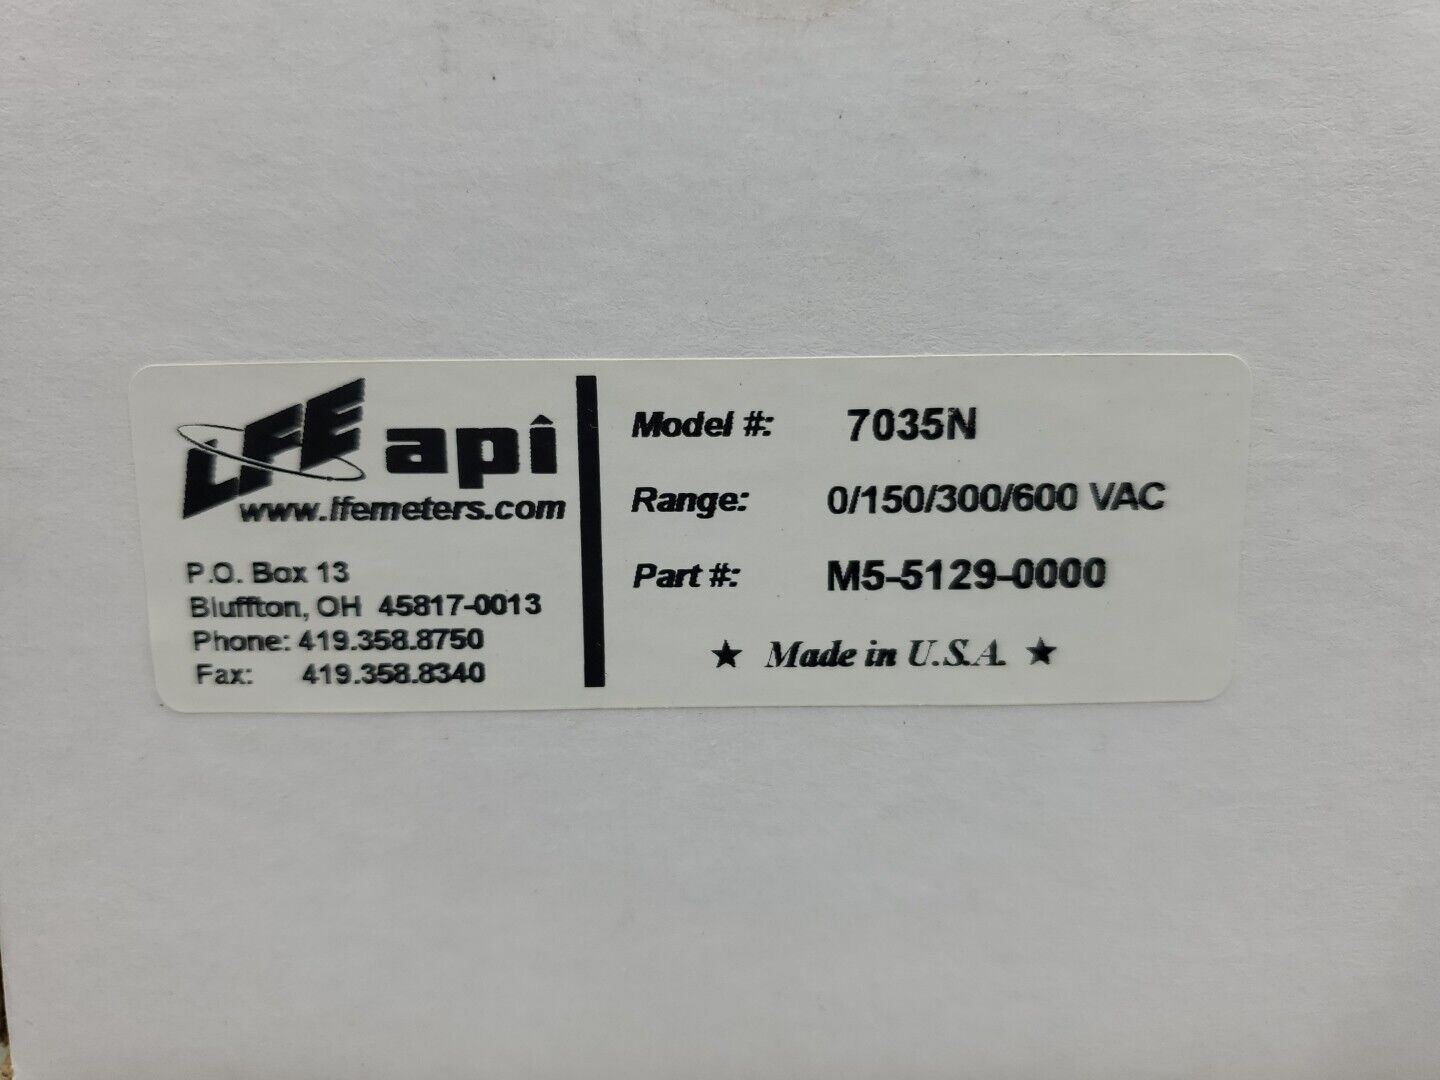 LFE api
www.lfemeters.com
P.O. Box 13
Bluffton, OH 45817-0013
Phone: 419.358.8750
Fax: 419.358.8340
Model #: 7035N
Range: 0/150/300/600 VAC
Part #: M5-5129-0000
★ Made in U.S.A. ★